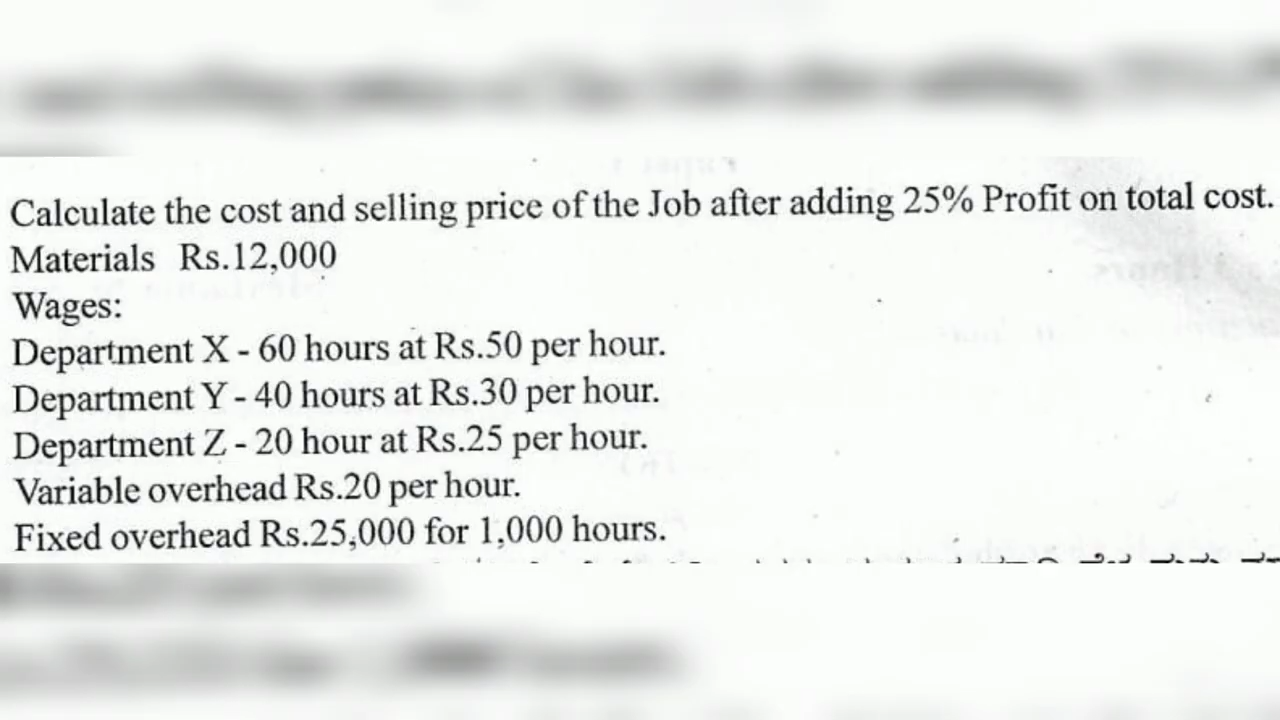 Calculate the cost and selling price of the Job after adding 25% Profit on total cost.
Materials Rs.12,000
Wages:
Department X - 60 hours at Rs.50 per hour.
Department Y - 40 hours at Rs.30 per hour.
Department Z - 20 hour at Rs.25 per hour.
Variable overhead Rs.20 per hour.
Fixed overhead Rs.25,000 for 1,000 hours.